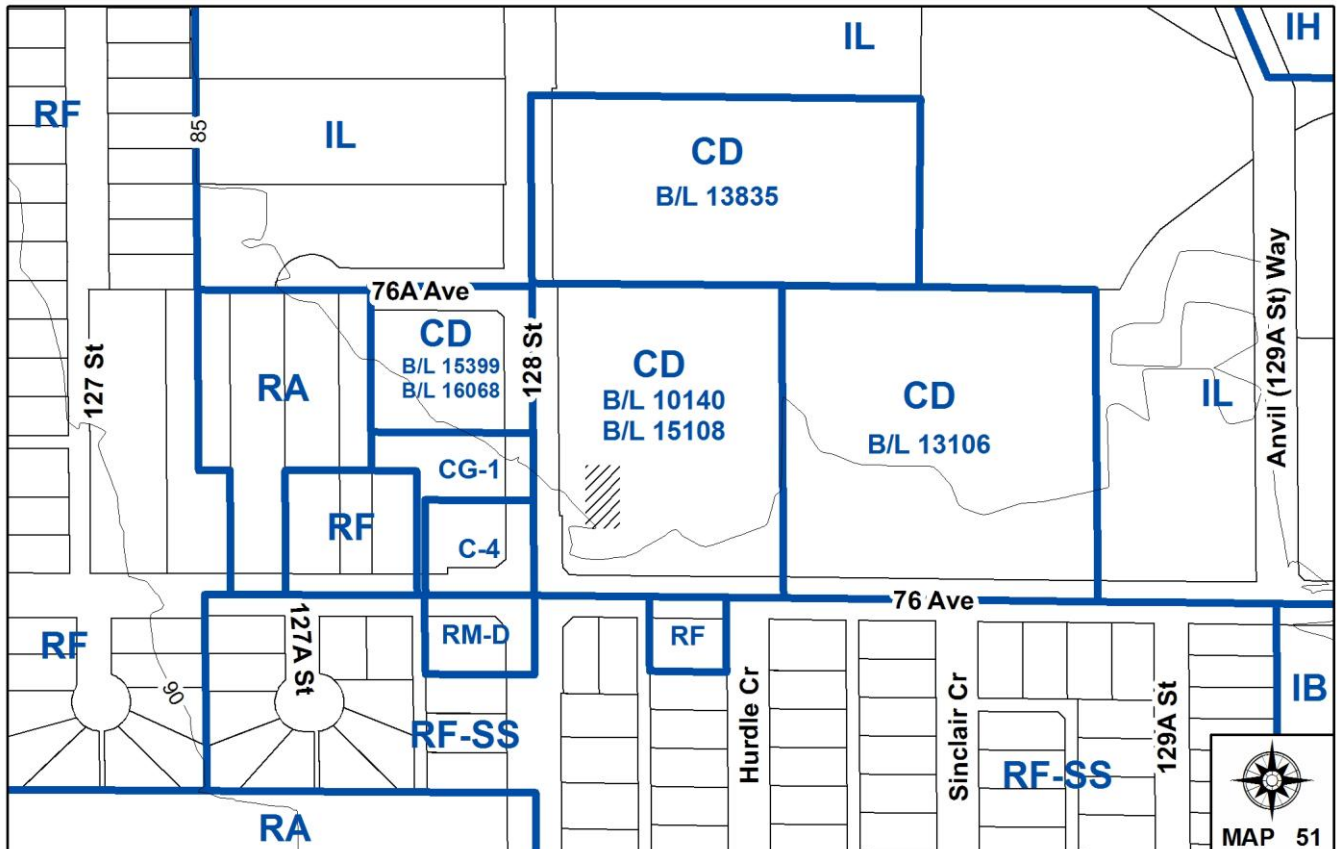 IL
IH
RF
85
IL
CD
B/L 13835
76A Ave
127 St
RA
CD
B/L 15399
B/L 16068
128 St
CD
B/L 10140
B/L 15108
CD
B/L 13106
IL
Anvil (129A St) Way
CG-1
RF
C-4
76 Ave
RF
90
127A St
RM-D
RF
Hurdle Cr
Sinclair Cr
129A St
IB
RF-SS
RF-SS
RA
MAP 51